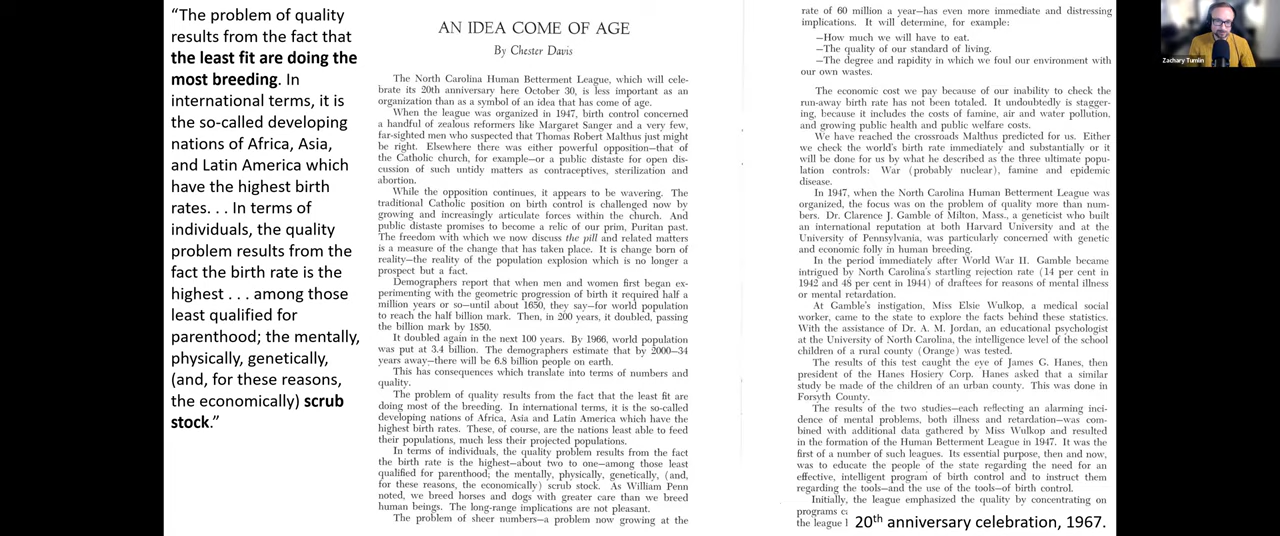 “The problem of quality
results from the fact that
the least fit are doing the
most breeding. In
international terms, it is
the so-called developing
nations of Africa, Asia,
and Latin America which
have the highest birth
rates. . . In terms of
individuals, the quality
problem results from the
fact the birth rate is the
highest . . . among those
least qualified for
parenthood; the mentally,
physically, genetically,
(and, for these reasons,
the economically) scrub
stock.”
AN IDEA COME OF AGE
By Chester Davis
The North Carolina Human Betterment League, which will cele-
brate its 20th anniversary here October 30, is less important as an
organization than as a symbol of an idea that has come of age.
When the league was organized in 1947, birth control concerned
a handful of zealous reformers like Margaret Sanger and a very few,
far-sighted men who suspected that Thomas Robert Malthus just might
be right. Elsewhere there was either powerful opposition—that of
the Catholic church, for example—or a public distaste for open dis-
cussion of such untidy matters as contraceptives, sterilization and
abortion.
While the opposition continues, it appears to be wavering. The
traditional Catholic position on birth control is challenged now by
growing and increasingly articulate forces within the church. And
public distaste promises to become a relic of our prim, Puritan past.
The freedom with which we now discuss the pill and related matters
is a measure of the change that has taken place. It is change born of
reality—the reality of the population explosion which is no longer a
prospect but a fact.
Demographers report that when men and women first began ex-
perimenting with the geometric progression of birth it required half a
million years or so—until about 1650, they say—for world population
to reach the half billion mark. Then, in 200 years, it doubled, passing
the billion mark by 1850.
It doubled again in the next 100 years. By 1966, world population
was put at 3.4 billion. The demographers estimate that by 2000—34
years away—there will be 6.8 billion people on earth.
This has consequences which translate into terms of numbers and
quality.
The problem of quality results from the fact that the least fit are
doing most of the breeding. In international terms, it is the so-called
developing nations of Africa, Asia and Latin America which have the
highest birth rates. These, of course, are the nations least able to feed
their populations, much less their projected populations.
In terms of individuals, the quality problem results from the fact
the birth rate is the highest—about two to one—among those least
qualified for parenthood; the mentally, physically, genetically, (and,
for these reasons, the economically) scrub stock. As William Penn
noted, we breed horses and dogs with greater care than we breed
human beings. The long-range implications are not pleasant.
The problem of sheer numbers—a problem now growing at the
rate of 60 million a year—has even more immediate and distressing
implications. It will determine, for example:
—How much we will have to eat.
—The quality of our standard of living.
—The degree and rapidity in which we foul our environment with
our own wastes.
The economic cost we pay because of our inability to check the
run-away birth rate has not been totaled. It undoubtedly is stagger-
ing, because it includes the costs of famine, air and water pollution,
and growing public health and public welfare costs.
We have reached the crossroads Malthus predicted for us. Either
we check the world's birth rate immediately and substantially or it
will be done for us by what he described as the three ultimate popu-
lation controls: War (probably nuclear), famine and epidemic
disease.
In 1947, when the North Carolina Human Betterment League was
organized, the focus was on the problem of quality more than num-
bers. Dr. Clarence J. Gamble of Milton, Mass., a geneticist who built
an international reputation at both Harvard University and at the
University of Pennsylvania, was particularly concerned with genetic
and economic folly in human breeding.
In the period immediately after World War II. Gamble became
intrigued by North Carolina's startling rejection rate (14 per cent in
1942 and 48 per cent in 1944) of draftees for reasons of mental illness
or mental retardation.
At Gamble's instigation, Miss Elsie Wulkop, a medical social
worker, came to the state to explore the facts behind these statistics.
With the assistance of Dr. A. M. Jordan, an educational psychologist
at the University of North Carolina, the intelligence level of the school
children of a rural county (Orange) was tested.
The results of this test caught the eye of James G. Hanes, then
president of the Hanes Hosiery Corp. Hanes asked that a similar
study be made of the children of an urban county. This was done in
Forsyth County.
The results of the two studies—each reflecting an alarming inci-
dence of mental problems, both illness and retardation—was com-
bined with additional data gathered by Miss Wulkop and resulted
in the formation of the Human Betterment League in 1947. It was the
first of a number of such leagues. Its essential purpose, then and now,
was to educate the people of the state regarding the need for an
effective, intelligent program of birth control and to instruct them
regarding the tools—and the use of the tools—of birth control.
Initially, the league emphasized the quality by concentrating on
programs
the league
20th anniversary celebration, 1967.
Zachary Tumlin